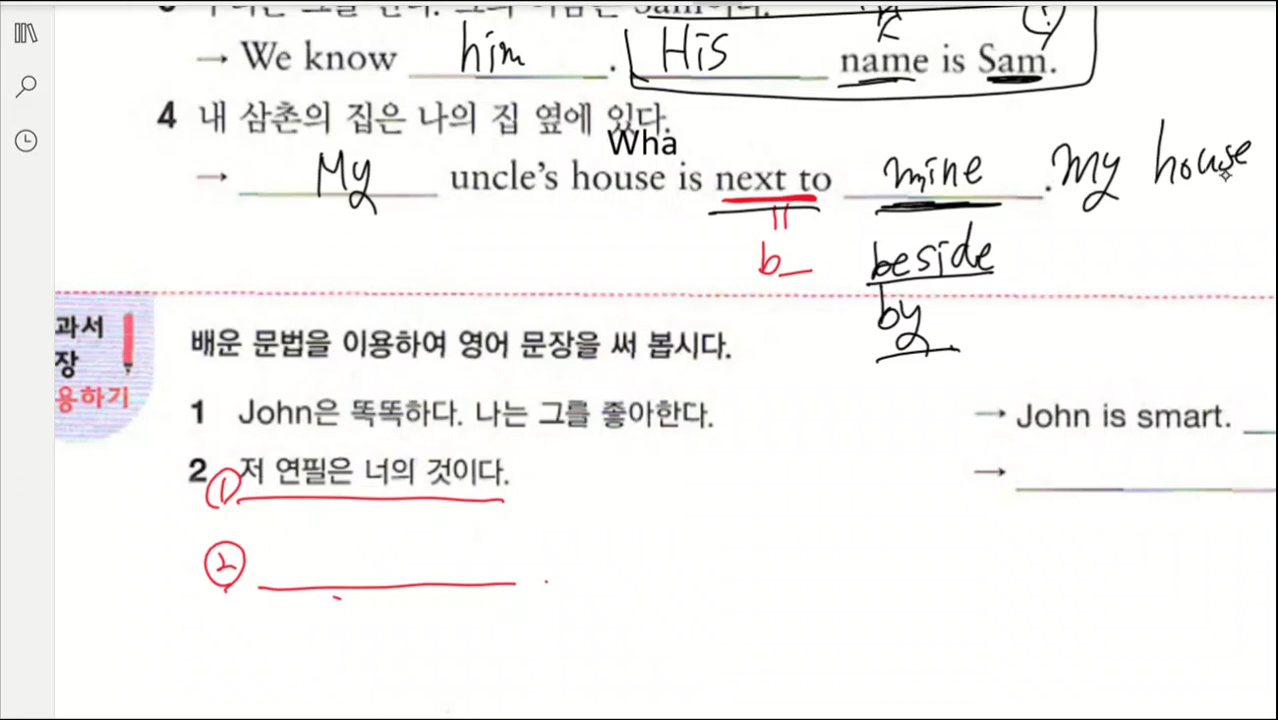 → We know him . His name is Sam.
4 내 삼촌의 집은 나의 집 옆에 있다.
Wha
→ My uncle's house is next to mine . My house
b_ beside
by
과서
장
용하기
배운 문법을 이용하여 영어 문장을 써 봅시다.
1 John은 똑똑하다. 나는 그를 좋아한다. → John is smart.
2 저 연필은 너의 것이다. →
①
②